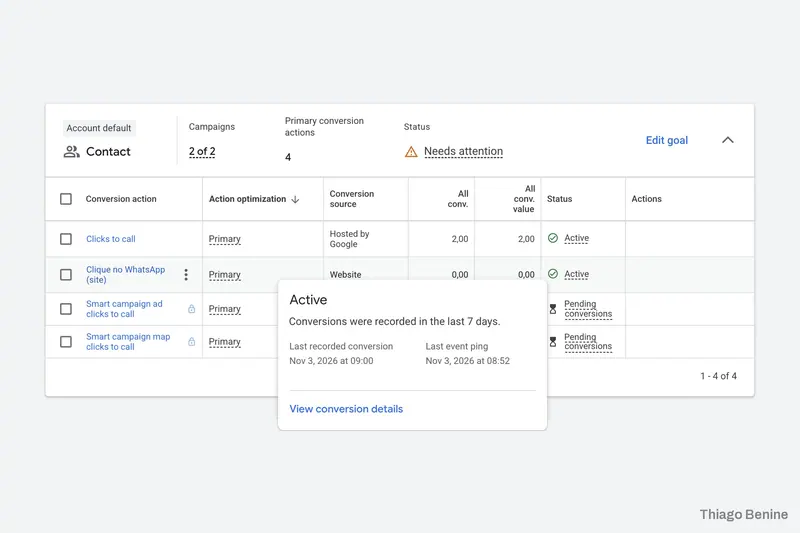 Account default
Contact
Campaigns
2 of 2
Primary conversion
actions
4
Status
Needs attention
Edit goal
Conversion action
Action optimization
Conversion
source
All
conv.
All
conv.
value
Status
Actions
Clicks to call
Primary
Hosted by
Google
2,00
2,00
Active
Clique no WhatsApp
(site)
Primary
Website
0,00
0,00
Active
Smart campaign ad
clicks to call
Primary
Pending
conversions
Smart campaign map
clicks to call
Primary
Pending
conversions
1 - 4 of 4
Active
Conversions were recorded in the last 7 days.
Last recorded conversion
Nov 3, 2026 at 09:00
Last event ping
Nov 3, 2026 at 08:52
View conversion details
Thiago Benine